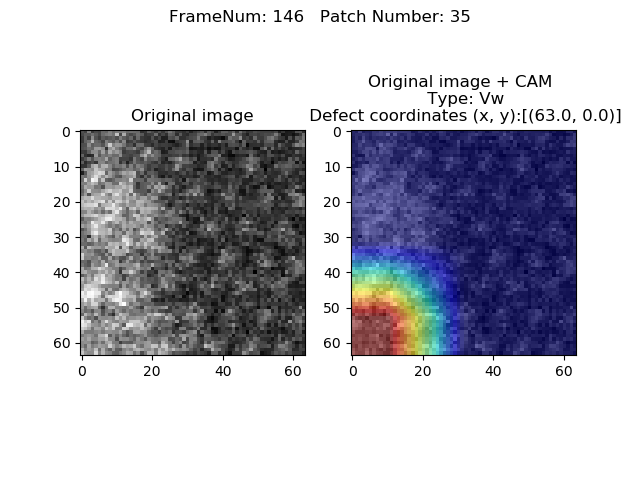 FrameNum: 146   Patch Number: 35
Original image + CAM
Type: Vw
Original image
Defect coordinates (x, y):[(63.0, 0.0)]
0
10
20
30
40
50
60
0 20 40 60
0
10
20
30
40
50
60
0 20 40 60